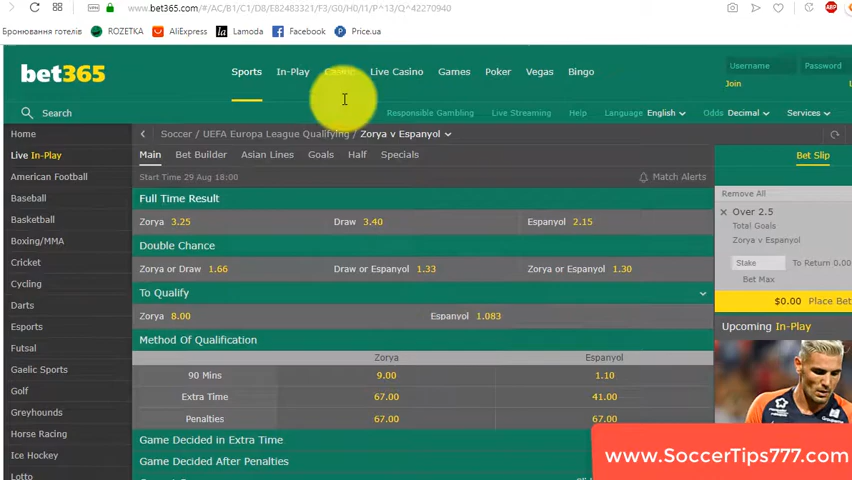 www.bet365.com/#/AC/B1/C1/D8/E82483321/F3/G0/H0/I1/P^13/Q^42270940
Бронювання готелів ROZETKA AliExpress la Lamoda Facebook Price.ua
ABP
bet365
Sports In-Play Casino Live Casino Games Poker Vegas Bingo
Username Password
Join
Search
Responsible Gambling Live Streaming Help Language English Odds Decimal Services
Home
Live In-Play
American Football
Baseball
Basketball
Boxing/MMA
Cricket
Cycling
Darts
Esports
Futsal
Gaelic Sports
Golf
Greyhounds
Horse Racing
Ice Hockey
Lotto
Soccer / UEFA Europa League Qualifying / Zorya v Espanyol
Main Bet Builder Asian Lines Goals Half Specials
Start Time 29 Aug 18:00 Match Alerts
Full Time Result
Zorya 3.25 Draw 3.40 Espanyol 2.15
Double Chance
Zorya or Draw 1.66 Draw or Espanyol 1.33 Zorya or Espanyol 1.30
To Qualify
Zorya 8.00 Espanyol 1.083
Method Of Qualification
Zorya Espanyol
90 Mins 9.00 1.10
Extra Time 67.00 41.00
Penalties 67.00 67.00
Game Decided in Extra Time
Game Decided After Penalties
Bet Slip
Remove All
Over 2.5
Total Goals
Zorya v Espanyol
Stake To Return 0.00
Bet Max
$0.00 Place Bet
Upcoming In-Play
www.SoccerTips777.com